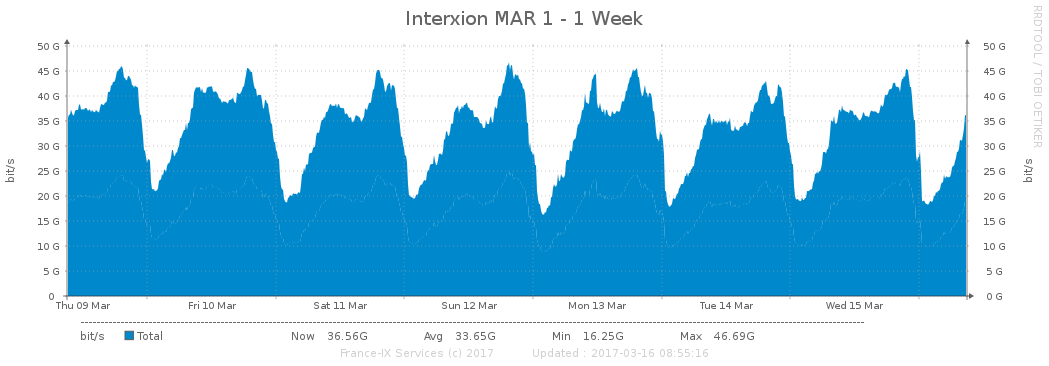 Interxion MAR 1 - 1 Week
RRDTOOL / TOBI OETIKER
50 G 50 G
45 G 45 G
40 G 40 G
35 G 35 G
30 G 30 G
25 G 25 G
20 G 20 G
15 G 15 G
10 G 10 G
5 G 5 G
0 0 G
bit/s
bit/s
Thu 09 Mar Fri 10 Mar Sat 11 Mar Sun 12 Mar Mon 13 Mar Tue 14 Mar Wed 15 Mar
bit/s Total Now 36.56G Avg 33.65G Min 16.25G Max 46.69G
France-IX Services (c) 2017 Updated : 2017-03-16 08:55:16